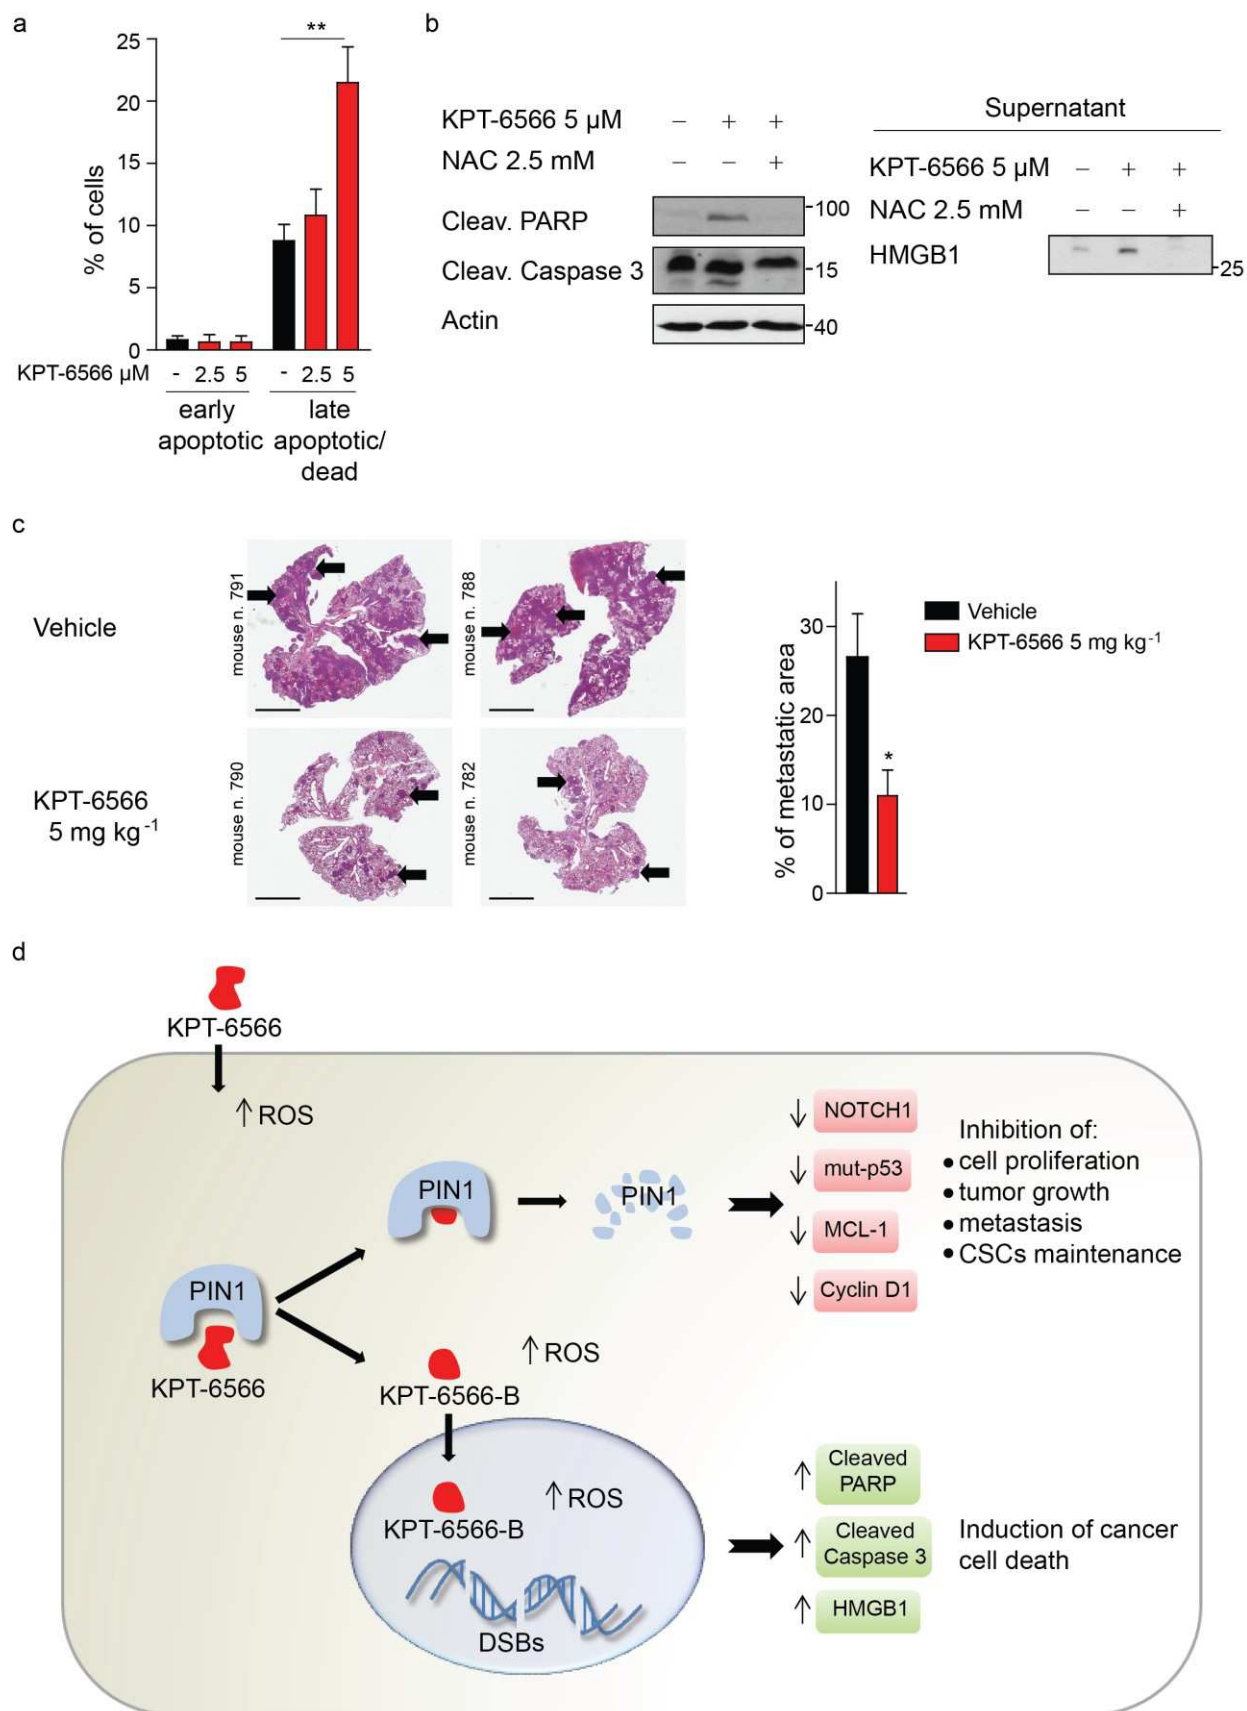 a
**
25
20
15
10
5
0
% of cells
KPT-6566 µM
- 2.5 5 - 2.5 5
early apoptotic
late apoptotic/ dead
b
KPT-6566 5 µM − + +
NAC 2.5 mM − − +
Cleav. PARP
-100
Cleav. Caspase 3
-15
Actin
-40
Supernatant
KPT-6566 5 µM − + +
NAC 2.5 mM − − +
HMGB1
-25
c
Vehicle
mouse n. 791
mouse n. 788
KPT-6566
5 mg kg⁻¹
mouse n. 790
mouse n. 782
% of metastatic area
30
20
10
0
*
Vehicle
KPT-6566 5 mg kg⁻¹
d
KPT-6566
↑ ROS
PIN1
KPT-6566
PIN1
PIN1
↓ NOTCH1
↓ mut-p53
↓ MCL-1
↓ Cyclin D1
Inhibition of:
• cell proliferation
• tumor growth
• metastasis
• CSCs maintenance
↑ ROS
KPT-6566-B
↑ ROS
KPT-6566-B
DSBs
↑ Cleaved
PARP
↑ Cleaved
Caspase 3
↑ HMGB1
Induction of cancer
cell death